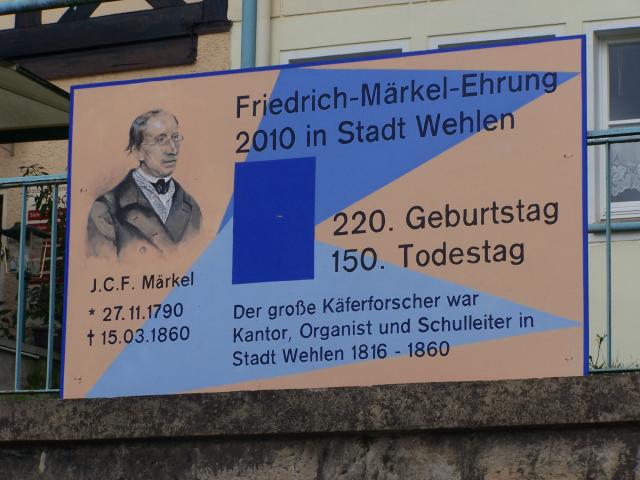 Friedrich-Märkel-Ehrung
2010 in Stadt Wehlen
220. Geburtstag
150. Todestag
J.C.F. Märkel
* 27.11.1790
† 15.03.1860
Der große Käferforscher war
Kantor, Organist und Schulleiter in
Stadt Wehlen 1816 - 1860